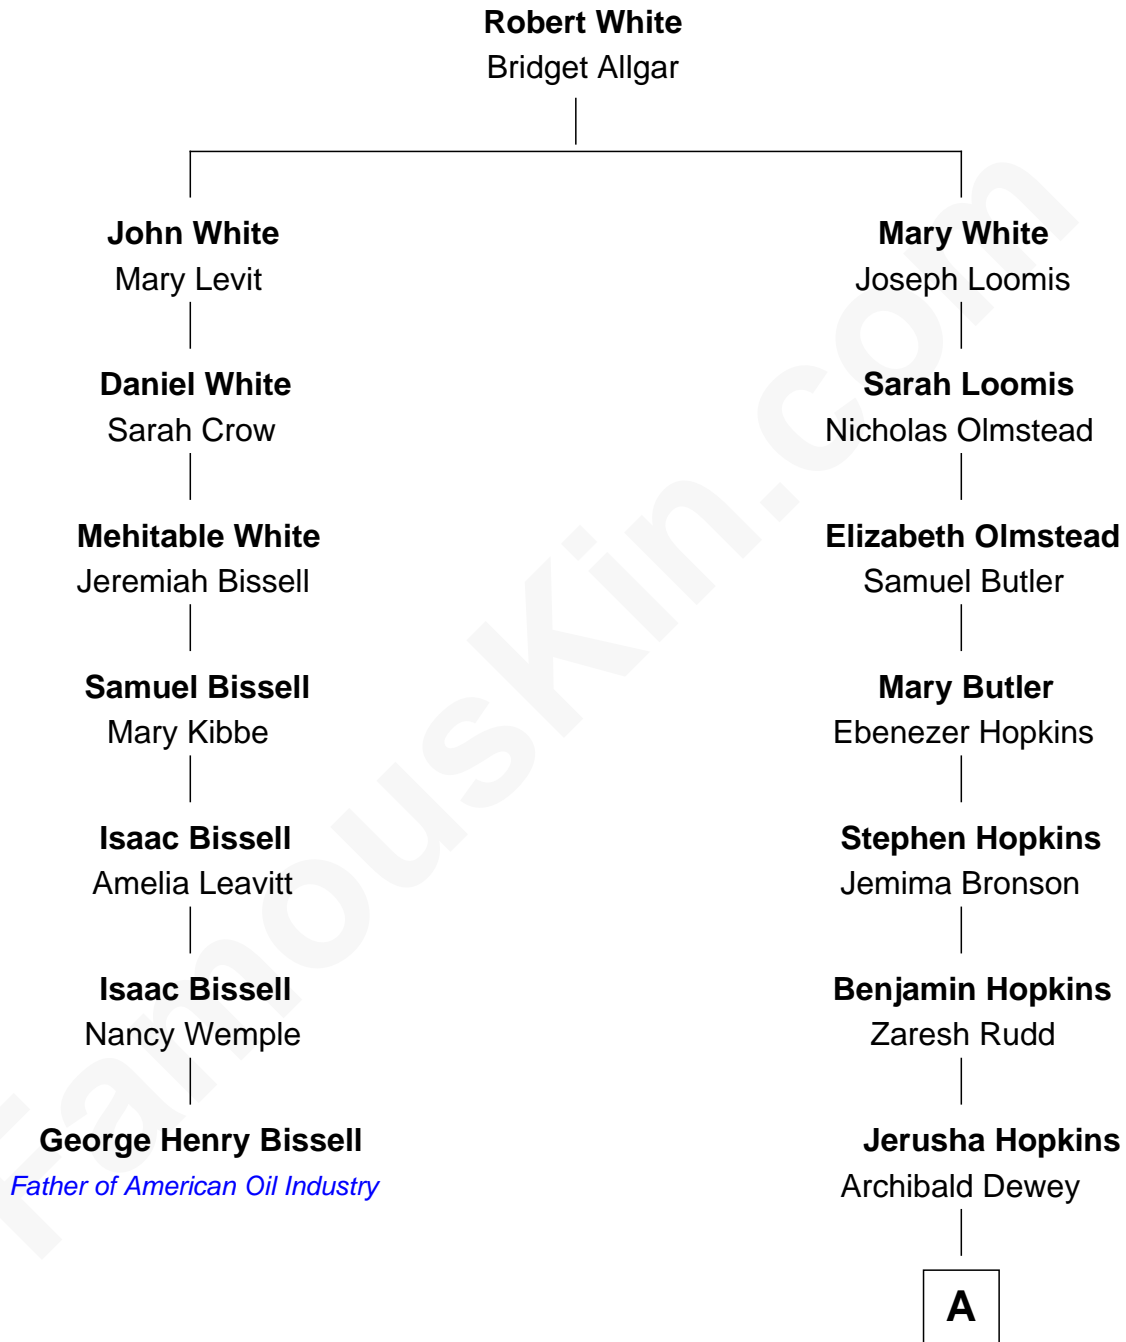 Robert White
Bridget Allgar
John White
Mary Levit
Mary White
Joseph Loomis
Daniel White
Sarah Crow
Sarah Loomis
Nicholas Olmstead
Mehitable White
Jeremiah Bissell
Elizabeth Olmstead
Samuel Butler
Samuel Bissell
Mary Kibbe
Mary Butler
Ebenezer Hopkins
Isaac Bissell
Amelia Leavitt
Stephen Hopkins
Jemima Bronson
Isaac Bissell
Nancy Wemple
Benjamin Hopkins
Zaresh Rudd
George Henry Bissell
Father of American Oil Industry
Jerusha Hopkins
Archibald Dewey
A
FamousKin.com